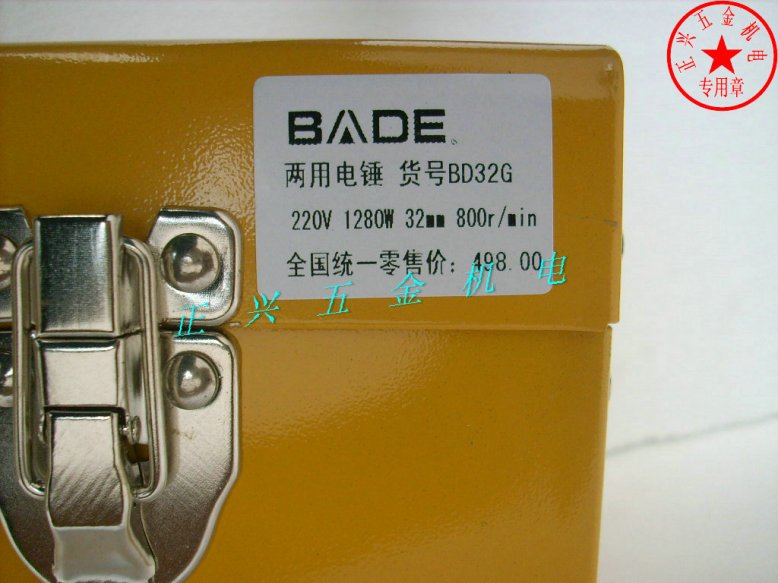 正兴五金机电
专用章
BADE
两用电锤 货号BD32G
220V 1280W 32mm 800r/min
全国统一零售价: 498.00
正兴五金机电